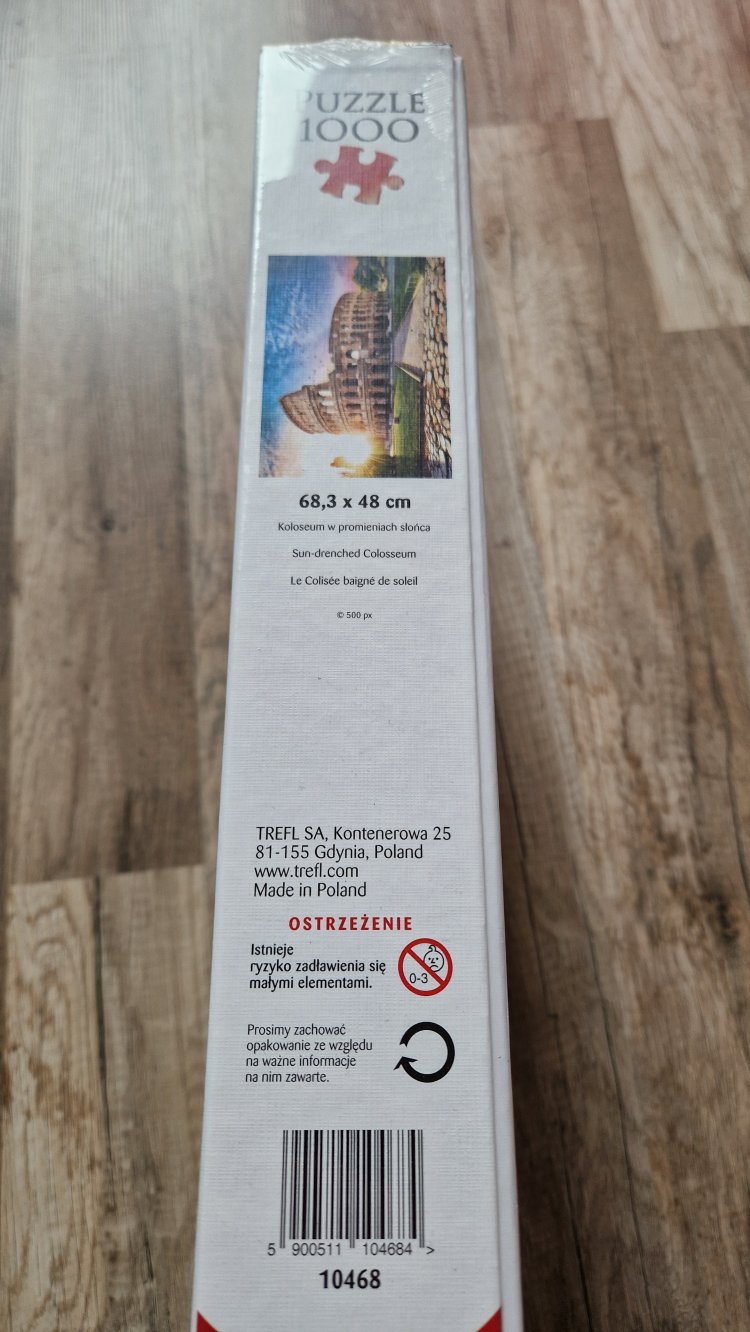 PUZZLE
1000
68,3 x 48 cm
Koloseum w promieniach słońca
Sun-drenched Colosseum
Le Colisée baigné de soleil
© 500 px
TREFL SA, Kontenerowa 25
81-155 Gdynia, Poland
www.trefl.com
Made in Poland
OSTRZEŻENIE
Istnieje
ryzyko zadławienia się
małymi elementami.
0-3
Prosimy zachować
opakowanie ze względu
na ważne informacje
na nim zawarte.
5 900511 104684 >
10468